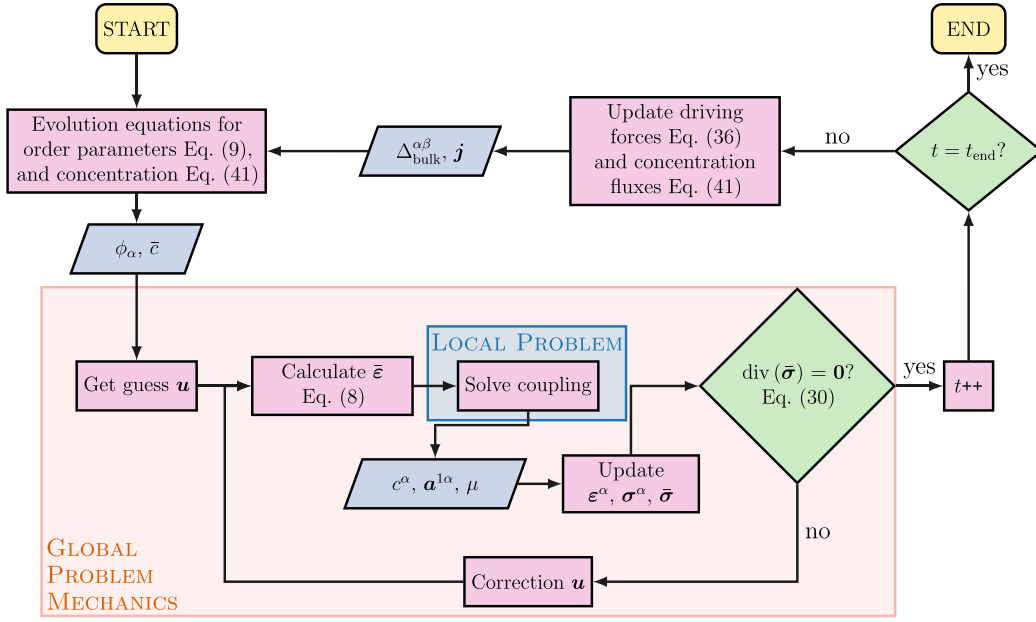 START
END
yes
Evolution equations for
order parameters Eq. (9),
and concentration Eq. (41)
Δ_bulk^αβ, j
Update driving
forces Eq. (36)
and concentration
fluxes Eq. (41)
no
t = t_end?
ϕ_α, c̄
LOCAL PROBLEM
Get guess u
Calculate ε̄
Eq. (8)
Solve coupling
div (σ̄) = 0?
Eq. (30)
yes
t++
c^α, a^1α, μ
Update
ε^α, σ^α, σ̄
no
GLOBAL
PROBLEM
MECHANICS
Correction u